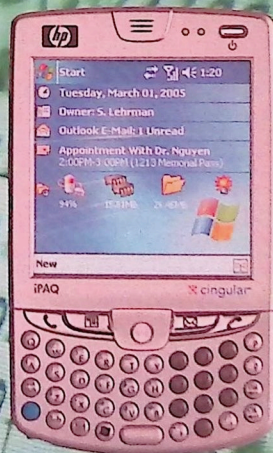 hp
Start 1:20
Tuesday, March 01, 2005
Owner: S. Lehrman
Outlook E-Mail: 1 Unread
Appointment With Dr. Nguyen
2:00PM-3:00PM (1213 Memorial Pass)
94%
New
iPAQ cingular